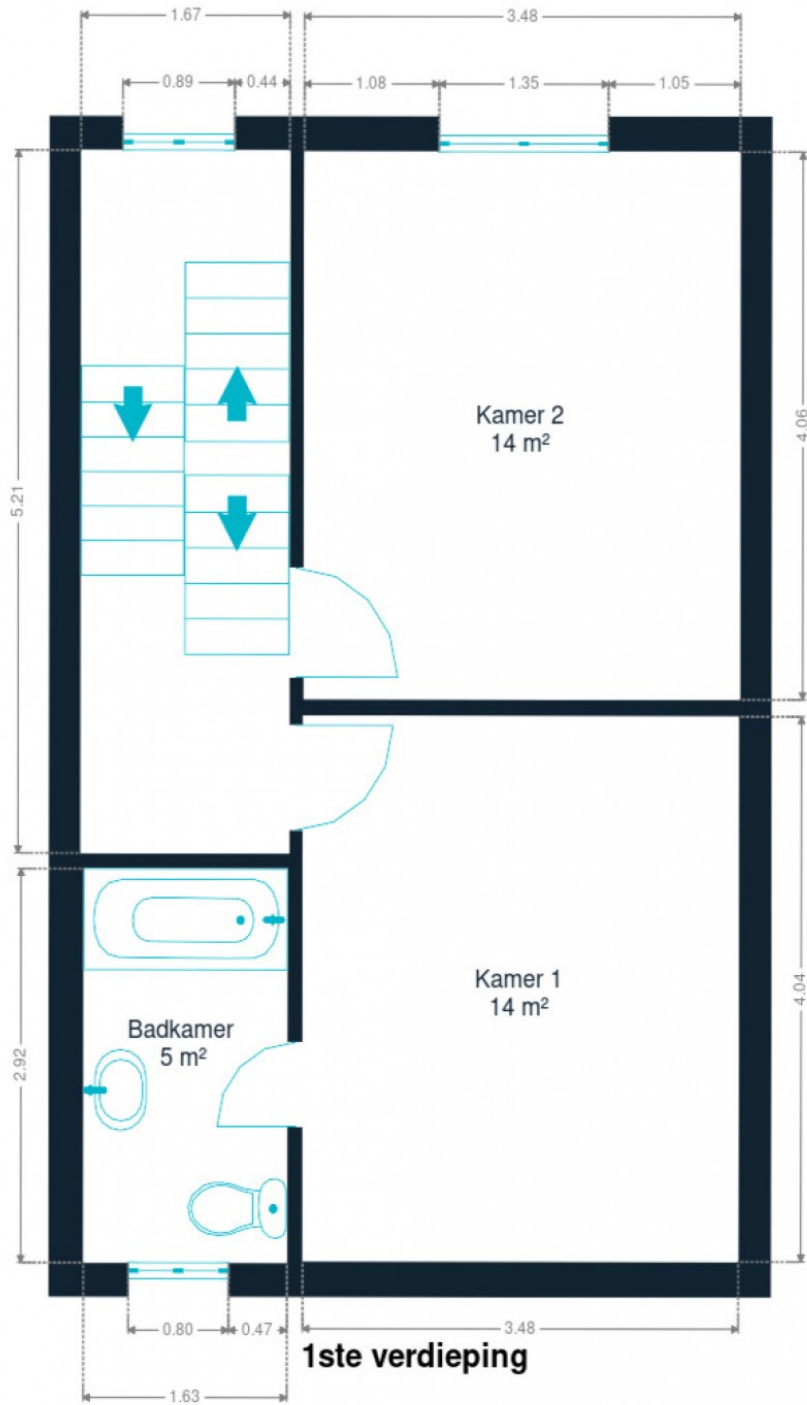 1.67
3.48
0.89
0.44
1.08
1.35
1.05
Kamer 2
14 m²
4.06
5.21
Kamer 1
14 m²
4.04
Badkamer
5 m²
2.92
0.80
0.47
3.48
1ste verdieping
1.63